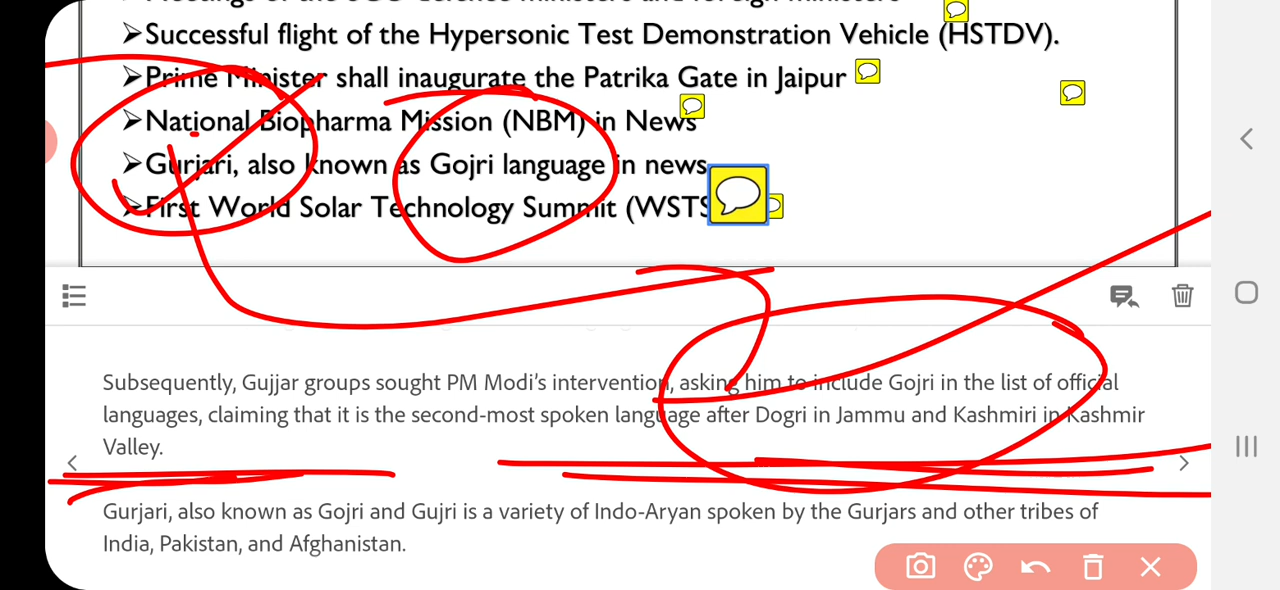 ➤Successful flight of the Hypersonic Test Demonstration Vehicle (HSTDV).
➤Prime Minister shall inaugurate the Patrika Gate in Jaipur
➤National Biopharma Mission (NBM) in News
➤Gurjari, also known as Gojri language in news
➤First World Solar Technology Summit (WSTS
Subsequently, Gujjar groups sought PM Modi's intervention, asking him to include Gojri in the list of official
languages, claiming that it is the second-most spoken language after Dogri in Jammu and Kashmiri in Kashmir
Valley.
Gurjari, also known as Gojri and Gujri is a variety of Indo-Aryan spoken by the Gurjars and other tribes of
India, Pakistan, and Afghanistan.